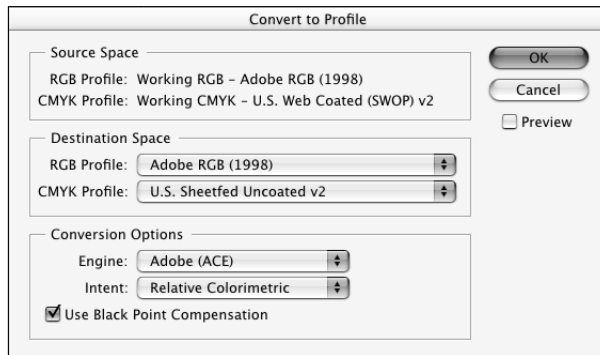 Convert to Profile
Source Space
RGB Profile: Working RGB – Adobe RGB (1998)
CMYK Profile: Working CMYK – U.S. Web Coated (SWOP) v2
Destination Space
RGB Profile: Adobe RGB (1998)
CMYK Profile: U.S. Sheetfed Uncoated v2
Conversion Options
Engine: Adobe (ACE)
Intent: Relative Colorimetric
Use Black Point Compensation
OK
Cancel
Preview